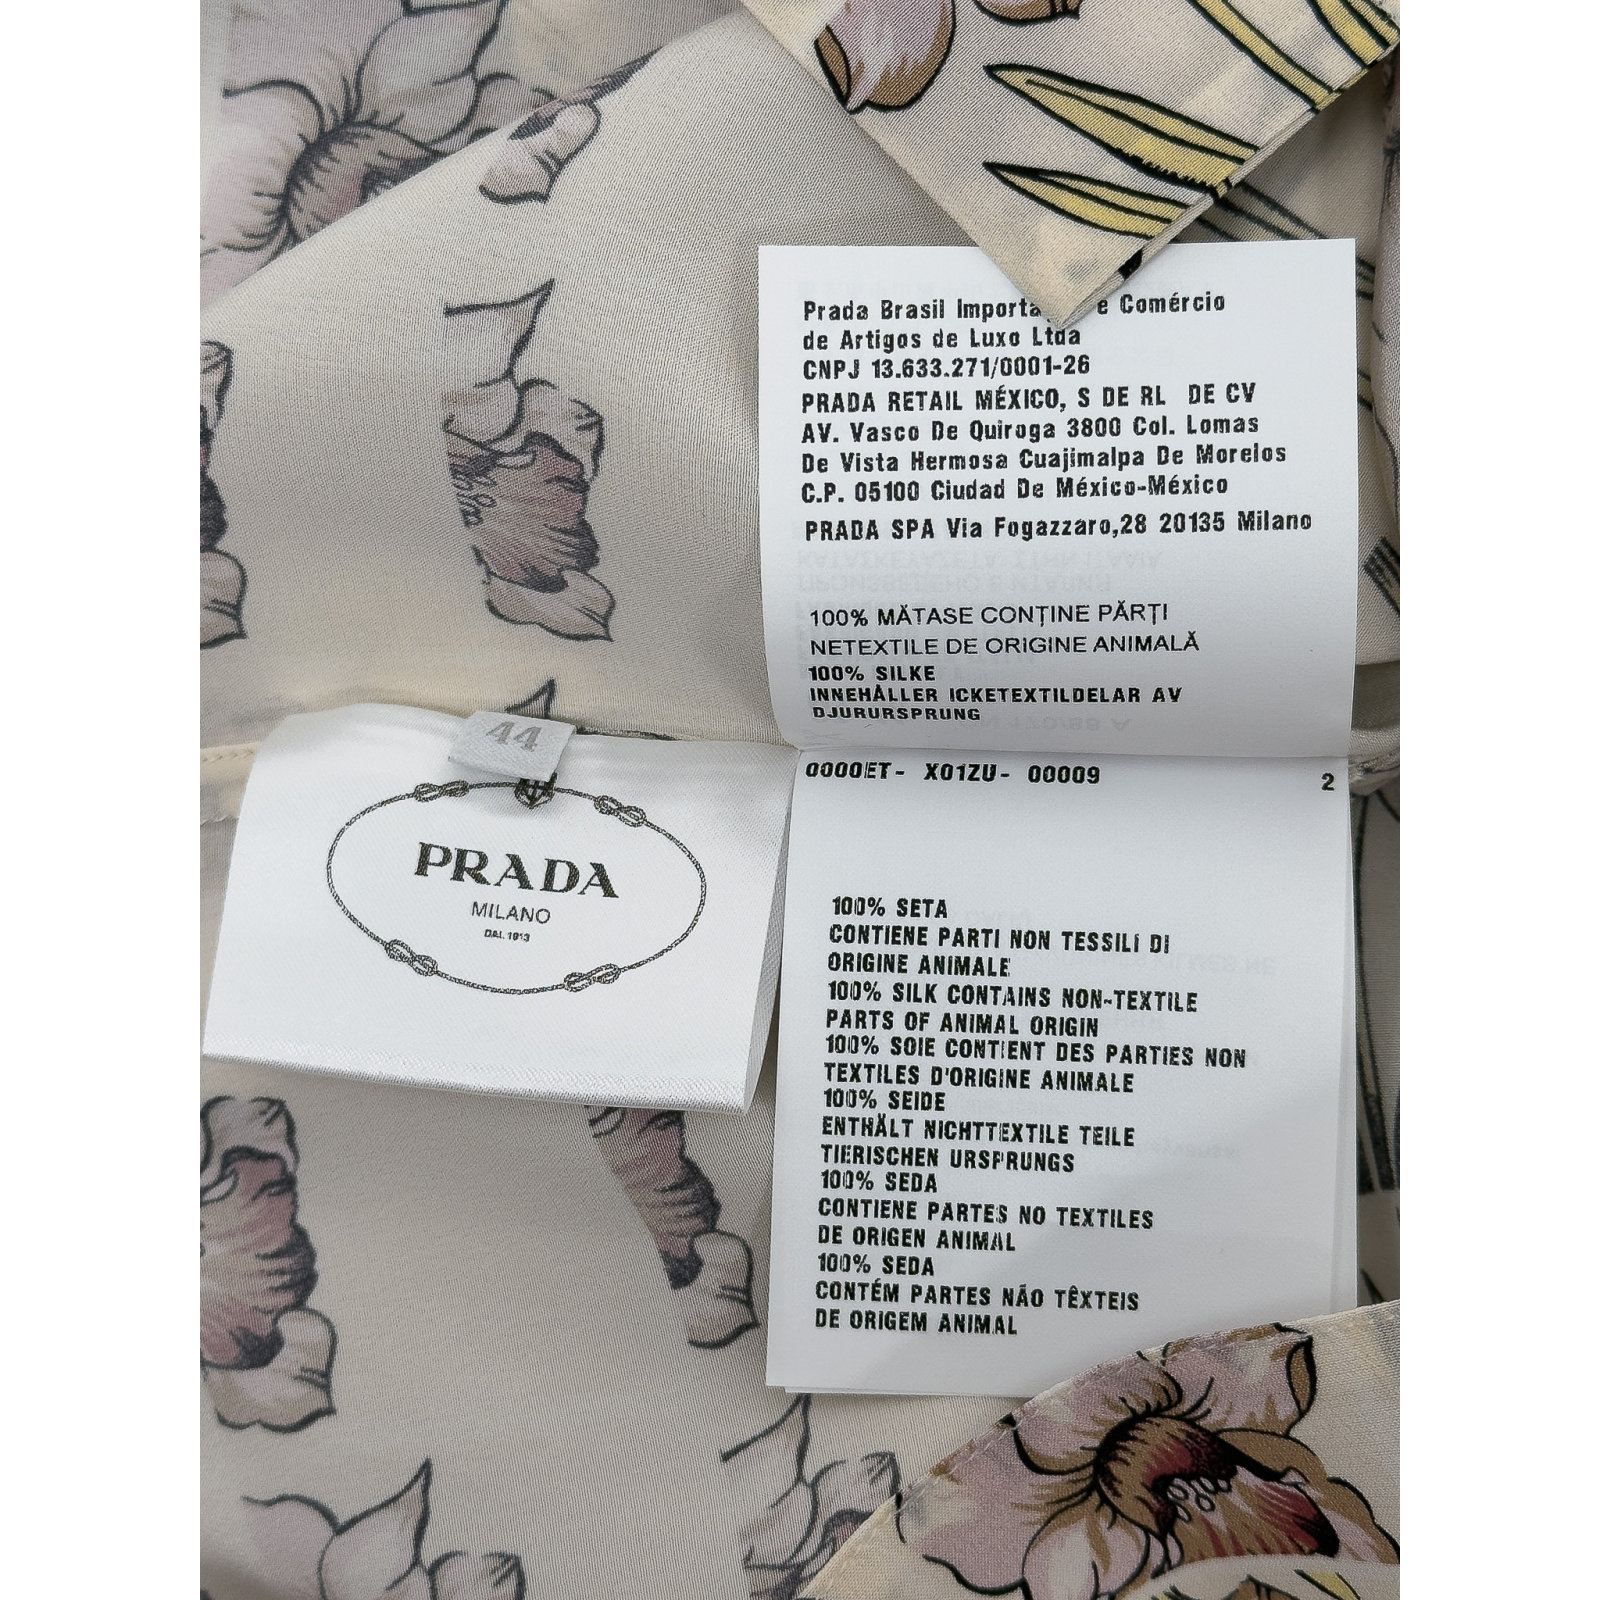 Prada Brasil e Comércio
de Artigos de Luxo Ltda
CNPJ 13.633.271/0001-26
PRADA RETAIL MÉXICO, S DE RL DE CV
AV. Vasco De Quiroga 3800 Col. Lomas
De Vista Hermosa Cuajimalpa De Morelos
C.P. 05100 Ciudad De México-México
PRADA SPA Via Fogazzaro,28 20135 Milano
100% MĂTASE CONȚINE PĂRȚI
NETEXTILE DE ORIGINE ANIMALĂ
100% SILKE
INNEHÅLLER ICKETEXTILDELAR AV
DJURURSPRUNG
44
PRADA
MILANO
DAL 1913
0000ET- X01ZU- 00009 2
100% SETA
CONTIENE PARTI NON TESSILI DI
ORIGINE ANIMALE
100% SILK CONTAINS NON-TEXTILE
PARTS OF ANIMAL ORIGIN
100% SOIE CONTIENT DES PARTIES NON
TEXTILES D'ORIGINE ANIMALE
100% SEIDE
ENTHÄLT NICHTTEXTILE TEILE
TIERISCHEN URSPRUNGS
100% SEDA
CONTIENE PARTES NO TEXTILES
DE ORIGEN ANIMAL
100% SEDA
CONTÉM PARTES NÃO TÊXTEIS
DE ORIGEM ANIMAL